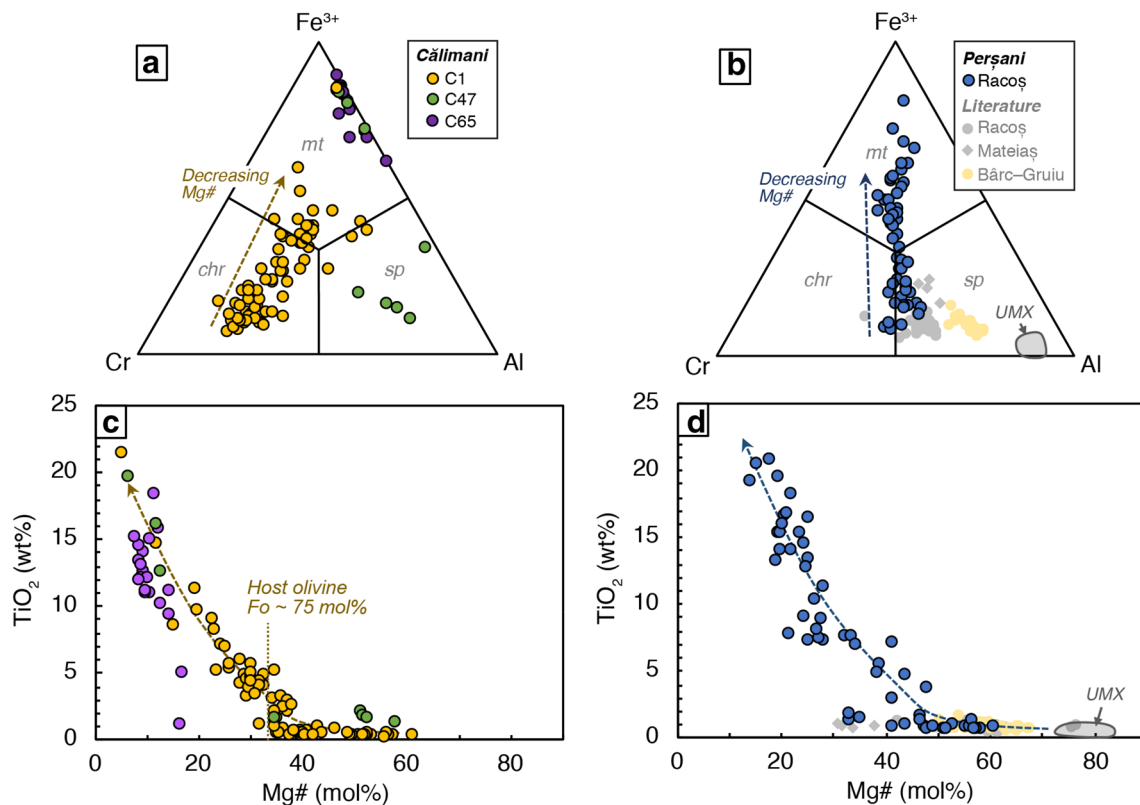 Fe³⁺
a
Călimani
C1
C47
C65
mt
Decreasing
Mg#
chr
sp
Cr
Al
Fe³⁺
b
Perșani
Racoș
Literature
Racoș
Mateiaș
Bârc–Gruiu
mt
Decreasing
Mg#
chr
sp
UMX
Cr
Al
c
25
20
15
10
5
0
TiO₂ (wt%)
Host olivine
Fo ~ 75 mol%
0
20
40
60
80
Mg# (mol%)
d
25
20
15
10
5
0
TiO₂ (wt%)
UMX
0
20
40
60
80
Mg# (mol%)